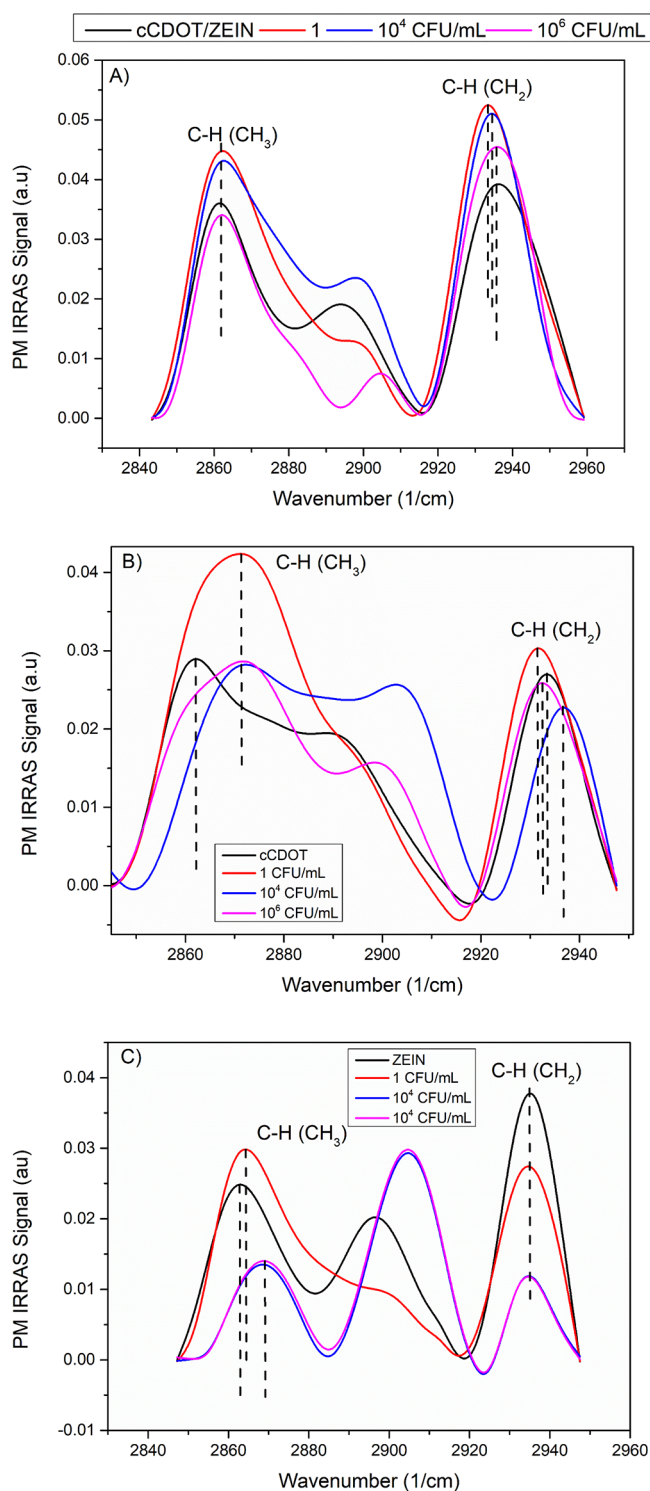 cCDOT/ZEIN 1 10⁴ CFU/mL 10⁶ CFU/mL
A)
C-H (CH₃)
C-H (CH₂)
PM IRRAS Signal (a.u)
0.06
0.05
0.04
0.03
0.02
0.01
0.00
2840 2860 2880 2900 2920 2940 2960
Wavenumber (1/cm)
B)
C-H (CH₃)
C-H (CH₂)
PM IRRAS Signal (a.u)
0.04
0.03
0.02
0.01
0.00
cCDOT
1 CFU/mL
10⁴ CFU/mL
10⁶ CFU/mL
2860 2880 2900 2920 2940
Wavenumber (1/cm)
C)
ZEIN
1 CFU/mL
10⁴ CFU/mL
10⁴ CFU/mL
C-H (CH₃)
C-H (CH₂)
PM IRRAS Signal (au)
0.04
0.03
0.02
0.01
0.00
-0.01
2840 2860 2880 2900 2920 2940 2960
Wavenumber (1/cm)